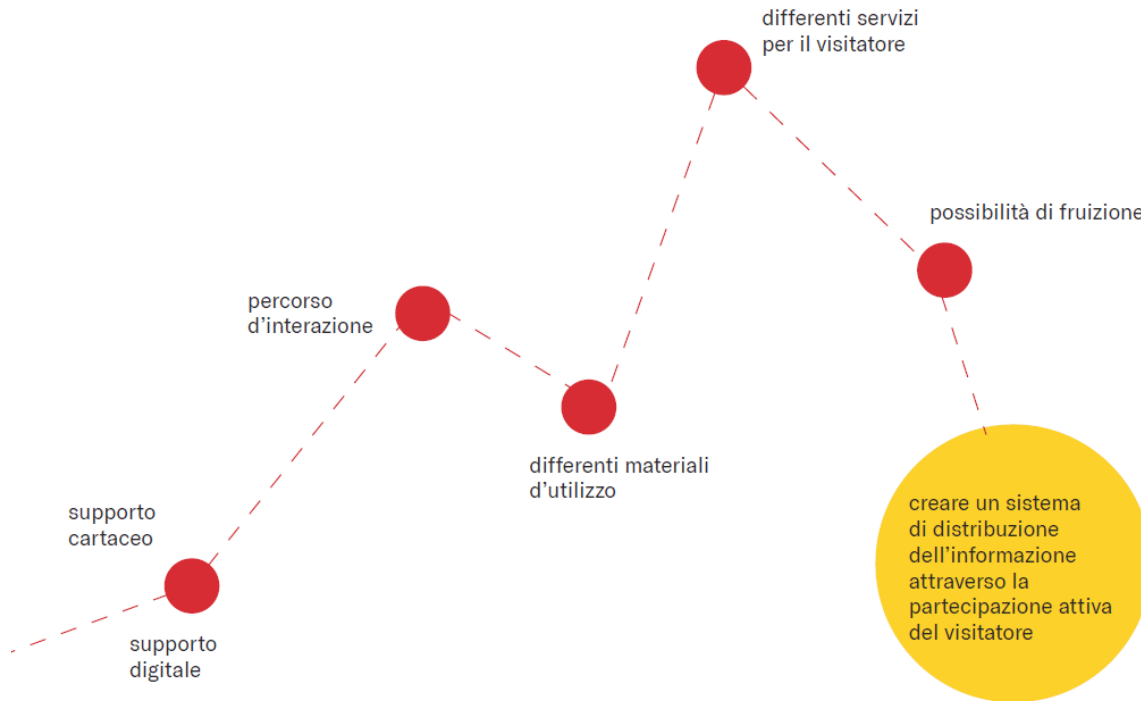 differenti servizi
per il visitatore
possibilità di fruizione
percorso
d’interazione
differenti materiali
d’utilizzo
supporto
cartaceo
supporto
digitale
creare un sistema
di distribuzione
dell’informazione
attraverso la
partecipazione attiva
del visitatore